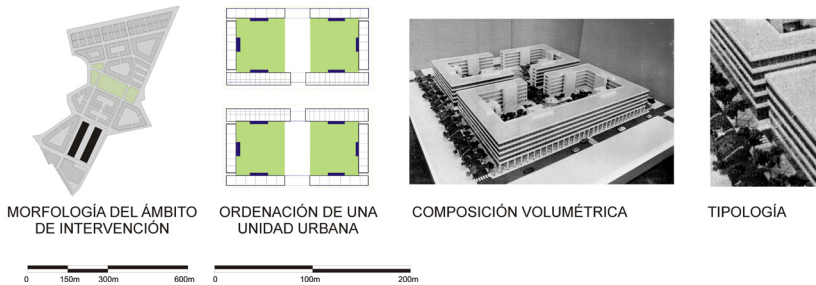 MORFOLOGÍA DEL ÁMBITO
DE INTERVENCIÓN
ORDENACIÓN DE UNA
UNIDAD URBANA
COMPOSICIÓN VOLUMÉTRICA
TIPOLOGÍA
0 150m 300m 600m
0 100m 200m